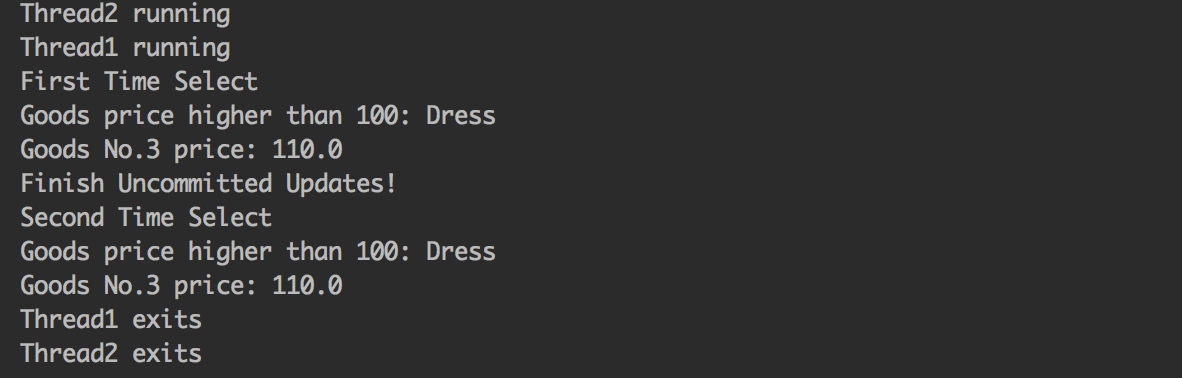 Thread2 running
Thread1 running
First Time Select
Goods price higher than 100: Dress
Goods No.3 price: 110.0
Finish Uncommitted Updates!
Second Time Select
Goods price higher than 100: Dress
Goods No.3 price: 110.0
Thread1 exits
Thread2 exits